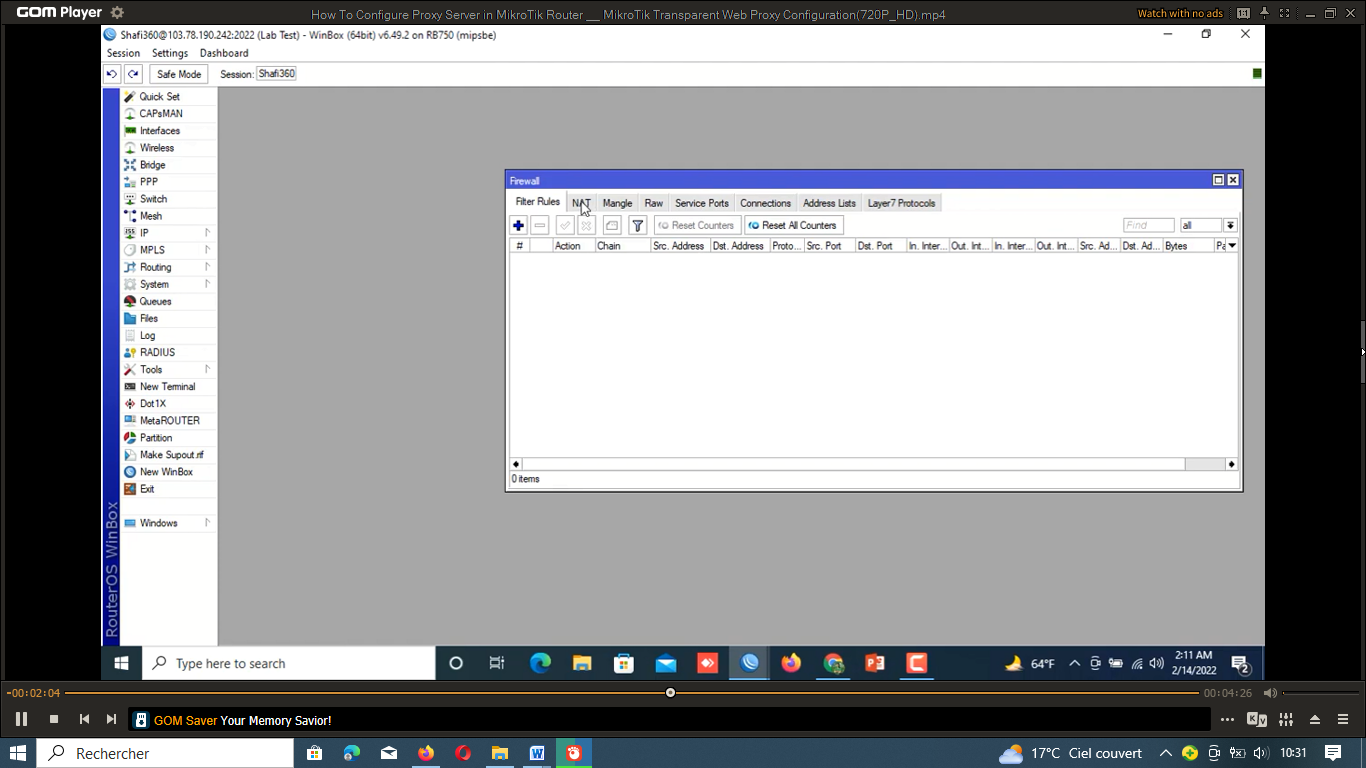 GOM Player
How To Configure Proxy Server in MikroTik Router __ MikroTik Transparent Web Proxy Configuration(720P_HD).mp4
Watch with no ads
Shafi360@103.78.190.242:2022 (Lab Test) - WinBox (64bit) v6.49.2 on RB750 (mipsbe)
Session Settings Dashboard
Safe Mode Session: Shafi360
Quick Set
CAPsMAN
Interfaces
Wireless
Bridge
PPP
Switch
Mesh
IP
MPLS
Routing
System
Queues
Files
Log
RADIUS
Tools
New Terminal
Dot1X
MetaROUTER
Partition
Make Supout.rif
New WinBox
Exit
Windows
RouterOS WinBox
Firewall
Filter Rules NAT Mangle Raw Service Ports Connections Address Lists Layer7 Protocols
Reset Counters Reset All Counters Find all
# Action Chain Src. Address Dst. Address Proto... Src. Port Dst. Port In. Inter... Out. Int... In. Inter... Out. Int... Src. Ad... Dst. Ad... Bytes Pa
0 items
Type here to search
64°F
2:11 AM
2/14/2022
2
-00:02:04
00:04:26
GOM Saver Your Memory Savior!
Rechercher
17°C Ciel couvert
10:31